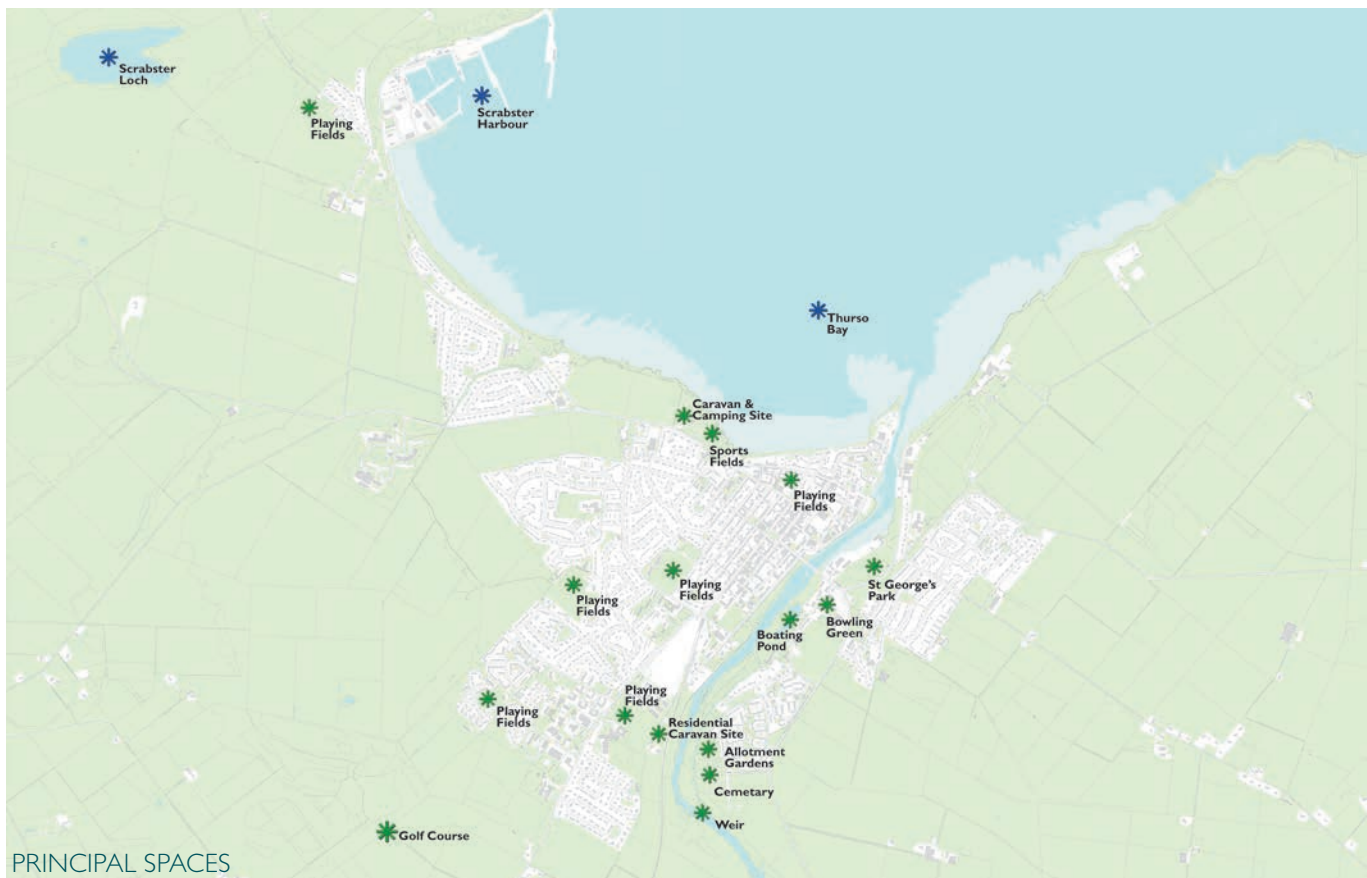 Scrabster
Loch
Playing
Fields
Scrabster
Harbour
Thurso
Bay
Caravan &
Camping Site
Sports
Fields
Playing
Fields
Playing
Fields
Playing
Fields
St George's
Park
Bowling
Green
Boating
Pond
Playing
Fields
Playing
Fields
Residential
Caravan Site
Allotment
Gardens
Cemetary
Weir
Golf Course
PRINCIPAL SPACES